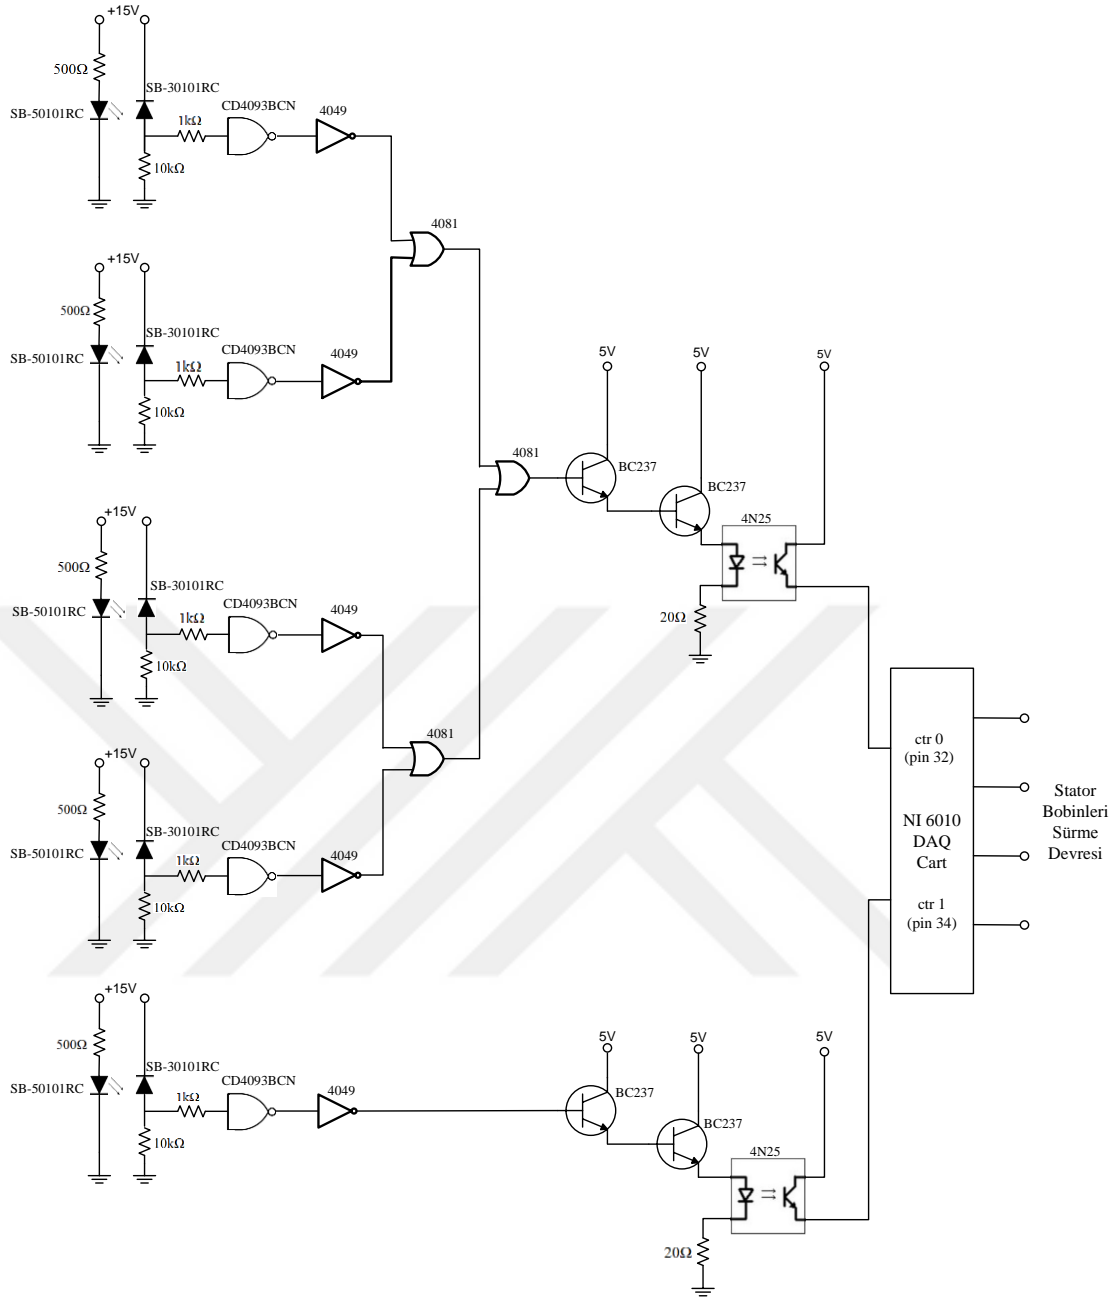 +15V
500Ω
SB-30101RC
SB-50101RC
CD4093BCN
4049
1kΩ
10kΩ
4081
+15V
500Ω
SB-30101RC
SB-50101RC
CD4093BCN
4049
1kΩ
10kΩ
5V
5V
5V
4081
BC237
BC237
4N25
20Ω
+15V
500Ω
SB-30101RC
SB-50101RC
CD4093BCN
4049
1kΩ
10kΩ
4081
+15V
500Ω
SB-30101RC
SB-50101RC
CD4093BCN
4049
1kΩ
10kΩ
ctr 0
(pin 32)
NI 6010
DAQ
Cart
ctr 1
(pin 34)
Stator
Bobinleri
Sürme
Devresi
+15V
500Ω
SB-30101RC
SB-50101RC
CD4093BCN
4049
1kΩ
10kΩ
5V
5V
5V
BC237
BC237
4N25
20Ω